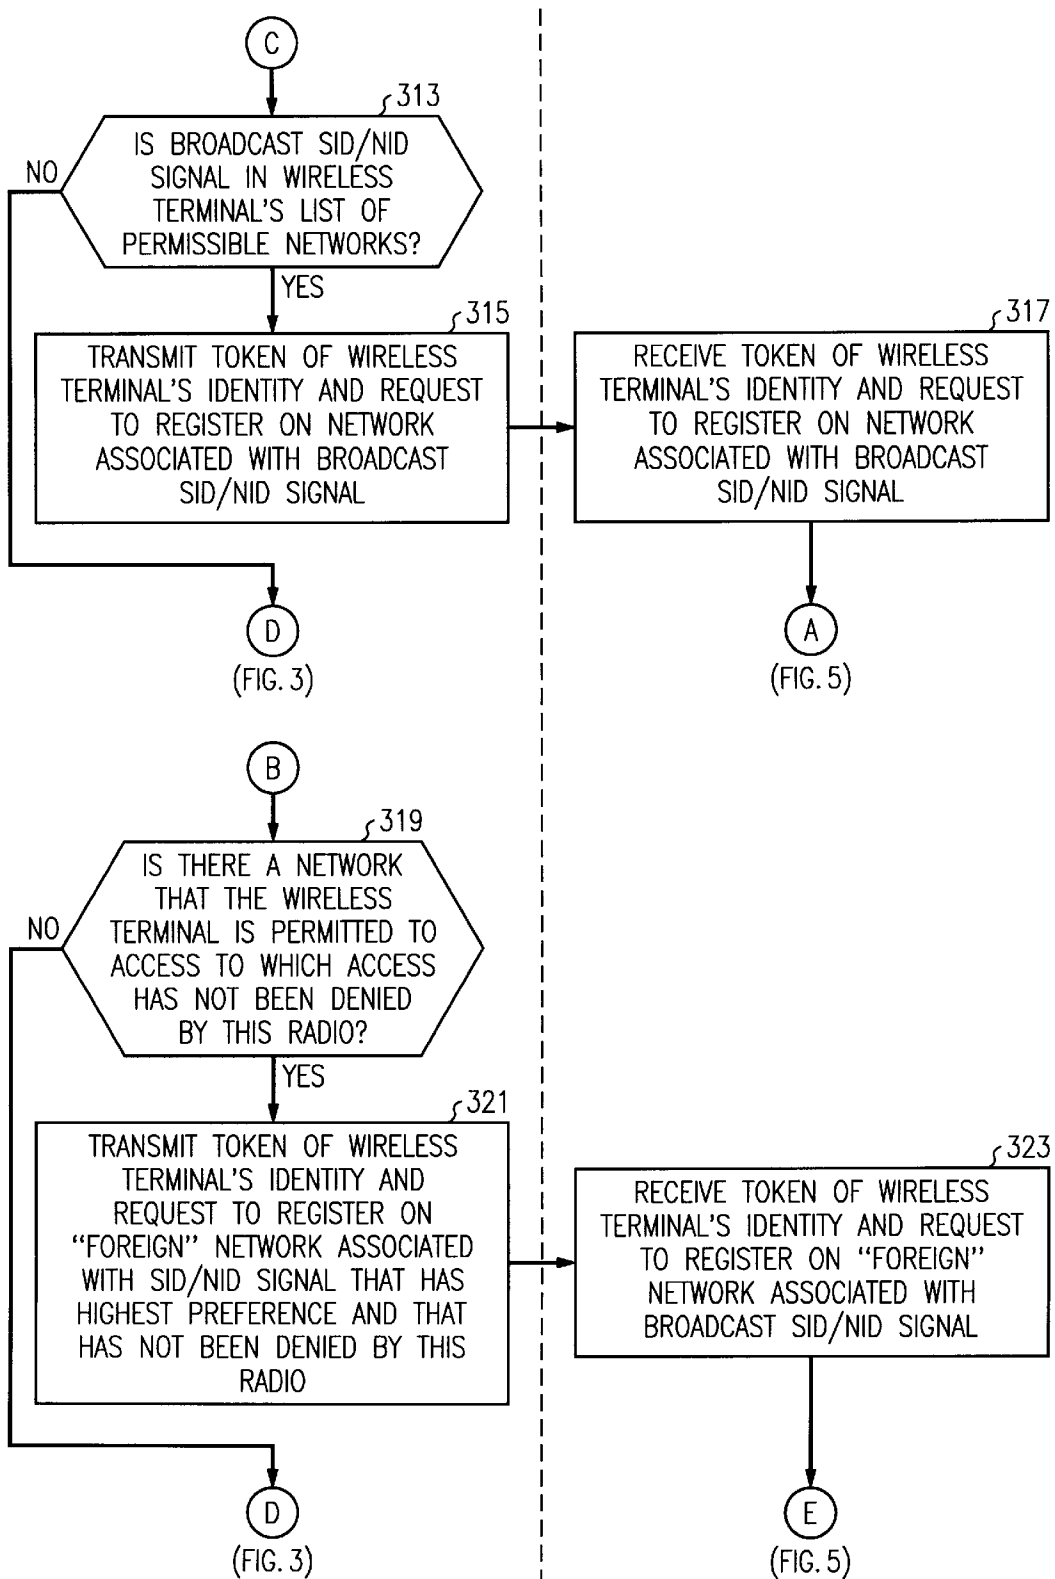 C
313
IS BROADCAST SID/NID
SIGNAL IN WIRELESS
TERMINAL'S LIST OF
PERMISSIBLE NETWORKS?
NO
YES
315
TRANSMIT TOKEN OF WIRELESS
TERMINAL'S IDENTITY AND REQUEST
TO REGISTER ON NETWORK
ASSOCIATED WITH BROADCAST
SID/NID SIGNAL
317
RECEIVE TOKEN OF WIRELESS
TERMINAL'S IDENTITY AND REQUEST
TO REGISTER ON NETWORK
ASSOCIATED WITH BROADCAST
SID/NID SIGNAL
D
(FIG. 3)
A
(FIG. 5)
B
319
IS THERE A NETWORK
THAT THE WIRELESS
TERMINAL IS PERMITTED TO
ACCESS TO WHICH ACCESS
HAS NOT BEEN DENIED
BY THIS RADIO?
NO
YES
321
TRANSMIT TOKEN OF WIRELESS
TERMINAL'S IDENTITY AND
REQUEST TO REGISTER ON
“FOREIGN” NETWORK ASSOCIATED
WITH SID/NID SIGNAL THAT HAS
HIGHEST PREFERENCE AND THAT
HAS NOT BEEN DENIED BY THIS
RADIO
323
RECEIVE TOKEN OF WIRELESS
TERMINAL'S IDENTITY AND REQUEST
TO REGISTER ON “FOREIGN”
NETWORK ASSOCIATED WITH
BROADCAST SID/NID SIGNAL
D
(FIG. 3)
E
(FIG. 5)